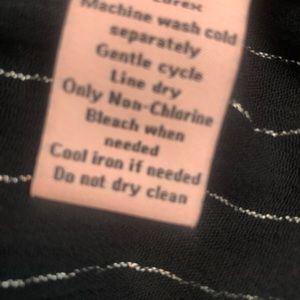 Lurex
Machine wash cold
separately
Gentle cycle
Line dry
Only Non-Chlorine
Bleach when
needed
Cool iron if needed
Do not dry clean